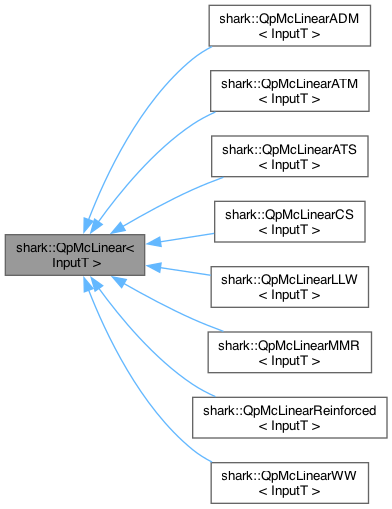 shark::QpMcLinearADM
< InputT >
shark::QpMcLinearATM
< InputT >
shark::QpMcLinearATS
< InputT >
shark::QpMcLinearCS
< InputT >
shark::QpMcLinear<
InputT >
shark::QpMcLinearLLW
< InputT >
shark::QpMcLinearMMR
< InputT >
shark::QpMcLinearReinforced
< InputT >
shark::QpMcLinearWW
< InputT >